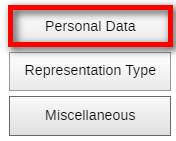 Personal Data
Representation Type
Miscellaneous